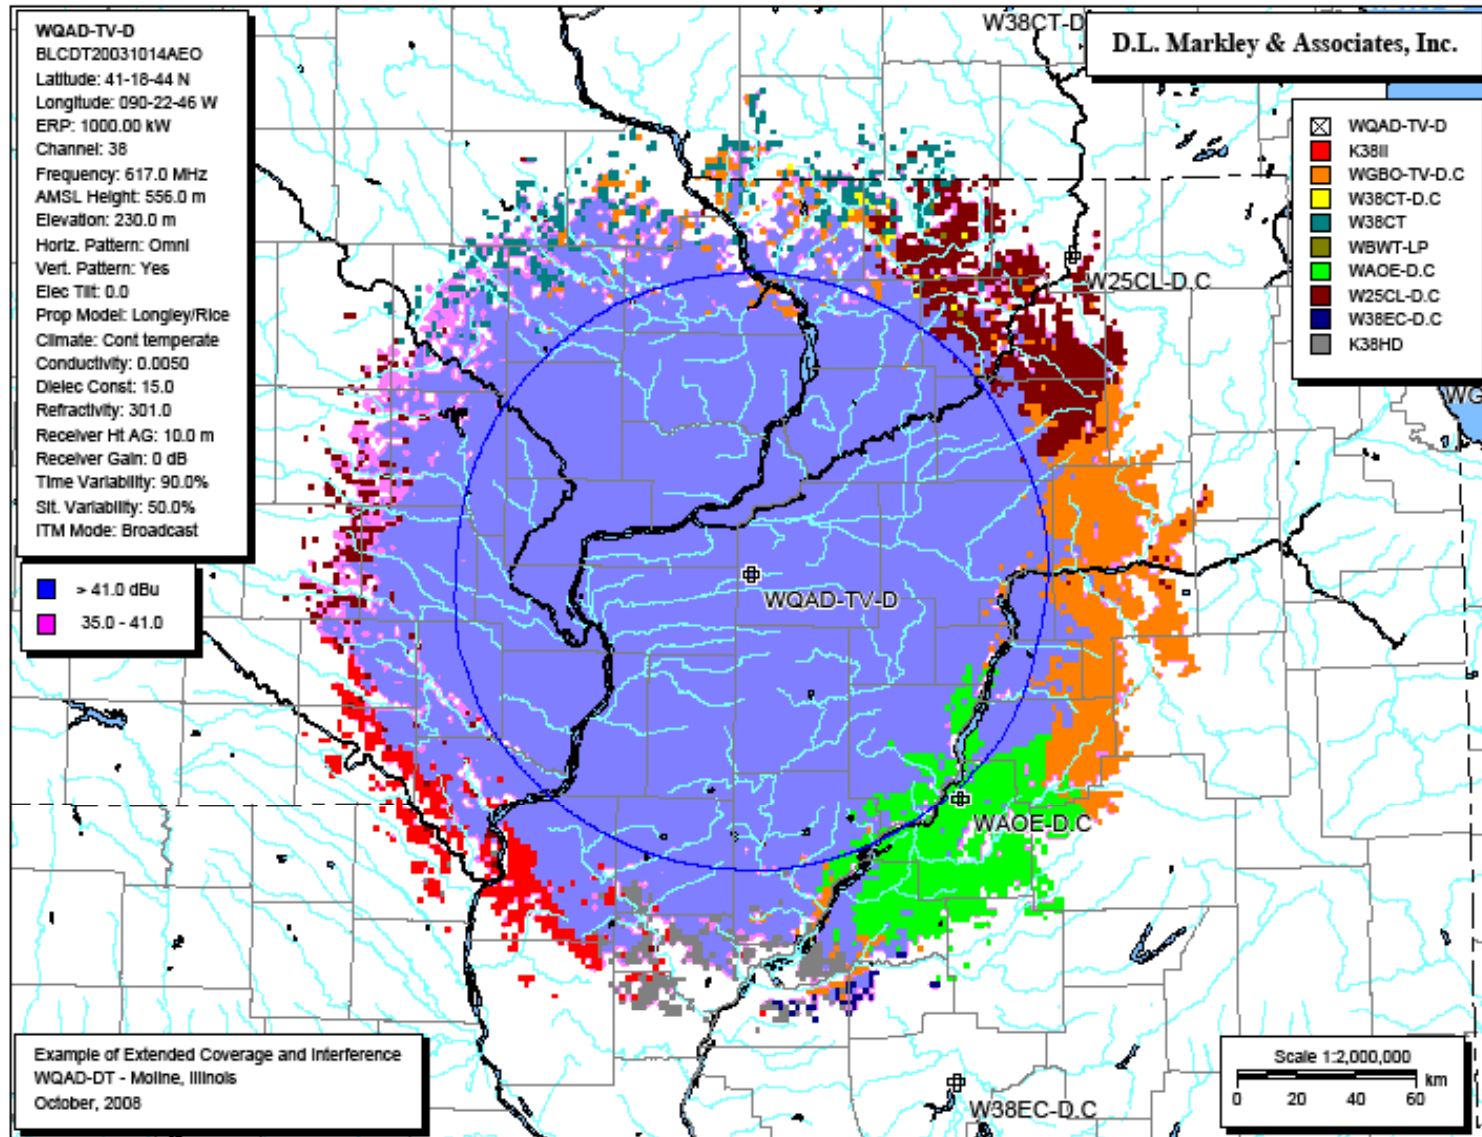 WQAD-TV-D
BLCDT20031014AEO
Latitude: 41-18-44 N
Longitude: 090-22-46 W
ERP: 1000.00 kW
Channel: 38
Frequency: 617.0 MHz
AMSL Height: 556.0 m
Elevation: 230.0 m
Horiz. Pattern: Omni
Vert. Pattern: Yes
Elec Tilt: 0.0
Prop Model: Longley/Rice
Climate: Cont temperate
Conductivity: 0.0050
Dielec Const: 15.0
Refractivity: 301.0
Receiver Ht AG: 10.0 m
Receiver Gain: 0 dB
Time Variability: 90.0%
Sit. Variability: 50.0%
ITM Mode: Broadcast
> 41.0 dBu
35.0 - 41.0
W38CT-D
D.L. Markley & Associates, Inc.
WQAD-TV-D
K38II
WGBO-TV-D.C
W38CT-D.C
W38CT
WBWT-LP
WAOE-D.C
W25CL-D.C
W38EC-D.C
K38HD
W25CL-D.C
WG
WQAD-TV-D
WAOE-D.C
W38EC-D.C
Example of Extended Coverage and Interference
WQAD-DT - Moline, Illinois
October, 2008
Scale 1:2,000,000
km
0 20 40 60